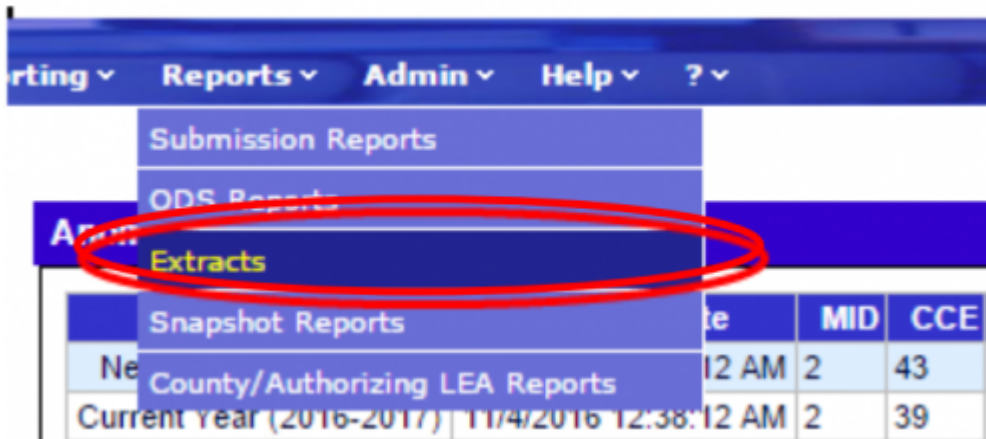 rting Reports Admin Help ?
Submission Reports
ODS Reports
Extracts
Snapshot Reports
te MID CCE
Ne 12 AM 2 43
County/Authorizing LEA Reports
Current Year (2016-2017) 11/4/2016 12:38:12 AM 2 39